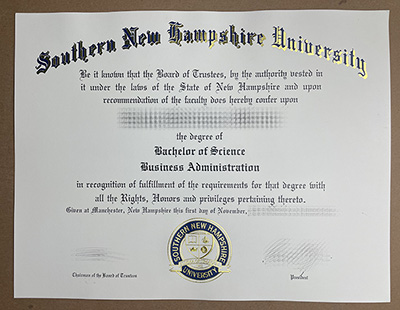 Southern New Hampshire University
Be it known that the Board of Trustees, by the authority vested in
it under the laws of the State of New Hampshire and upon
recommendation of the faculty does hereby confer upon
the degree of
Bachelor of Science
Business Administration
in recognition of fulfillment of the requirements for that degree with
all the Rights, Honors and privileges pertaining thereto.
Given at Manchester, New Hampshire this first day of November,
SOUTHERN NEW HAMPSHIRE
UNIVERSITY
Chairman of the Board of Trustees
President